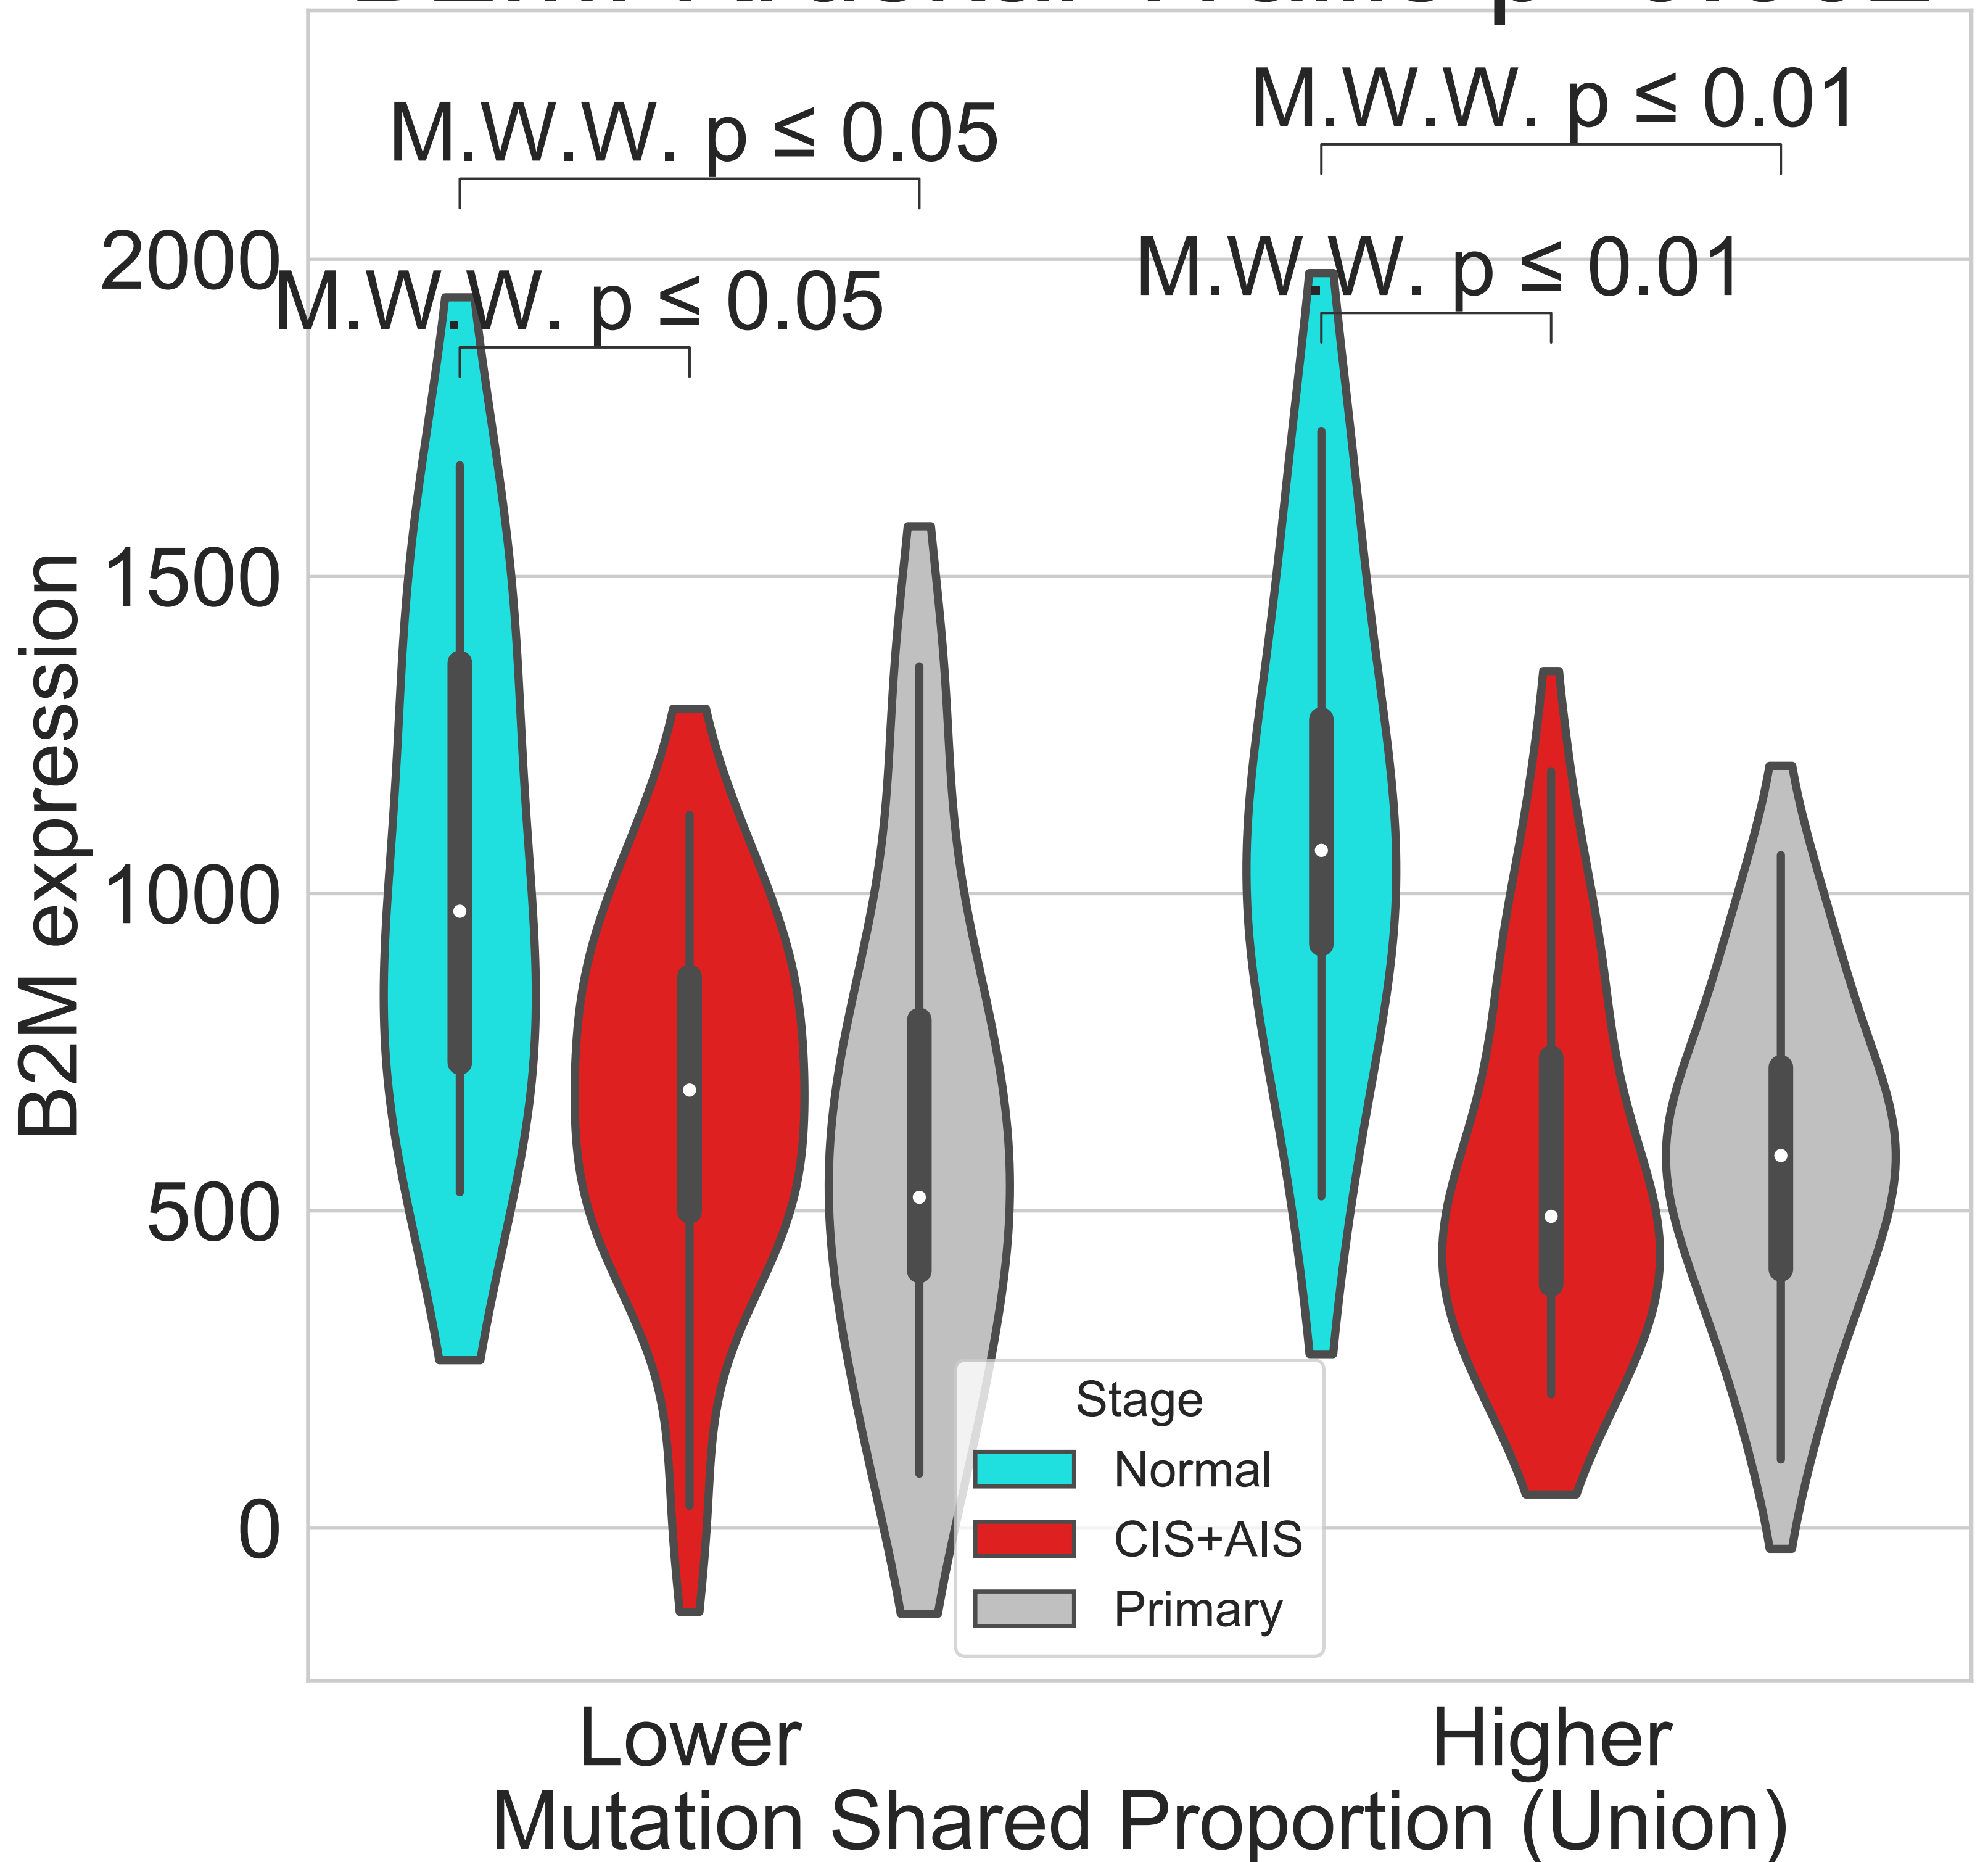 M.W.W. p ≤ 0.05
M.W.W. p ≤ 0.01
M.W.W. p ≤ 0.05
M.W.W. p ≤ 0.01
B2M expression
2000
1500
1000
500
0
Stage
Normal
CIS+AIS
Primary
Lower
Higher
Mutation Shared Proportion (Union)